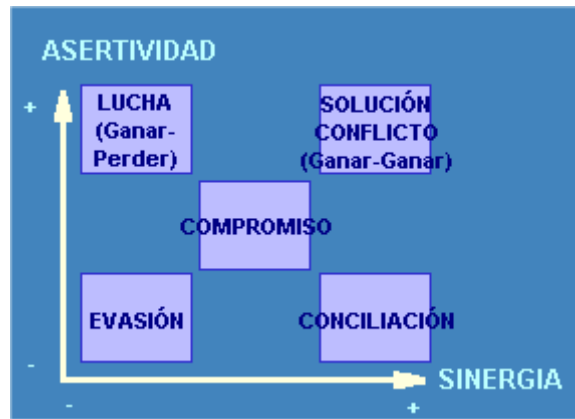 ASERTIVIDAD
+
LUCHA
(Ganar-
Perder)
SOLUCIÓN
CONFLICTO
(Ganar-Ganar)
COMPROMISO
EVASIÓN
CONCILIACIÓN
-
SINERGIA
-
+